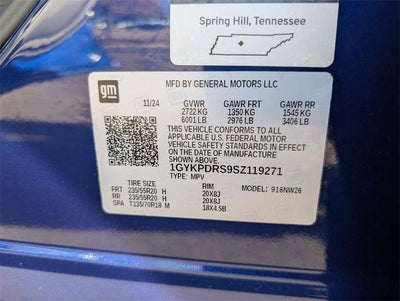 Spring Hill, Tennessee
gm
MFD BY GENERAL MOTORS LLC
11/24 GVWR GAWR FRT GAWR RR
2722 KG 1350 KG 1545 KG
6001 LB 2976 LB 3406 LB
THIS VEHICLE CONFORMS TO ALL
APPLICABLE U.S. FEDERAL MOTOR
VEHICLE SAFETY STANDARDS IN EFFECT
ON THE DATE OF MANUFACTURE
SHOWN ABOVE.
1GYKPDRS9SZ119271
TYPE: MPV
MODEL: 916NW26
TIRE SIZE RIM
FRT 235/55R20 H 20X8J
RR 235/55R20 H 20X8J
SPA T135/70R18 M 18X4.5B